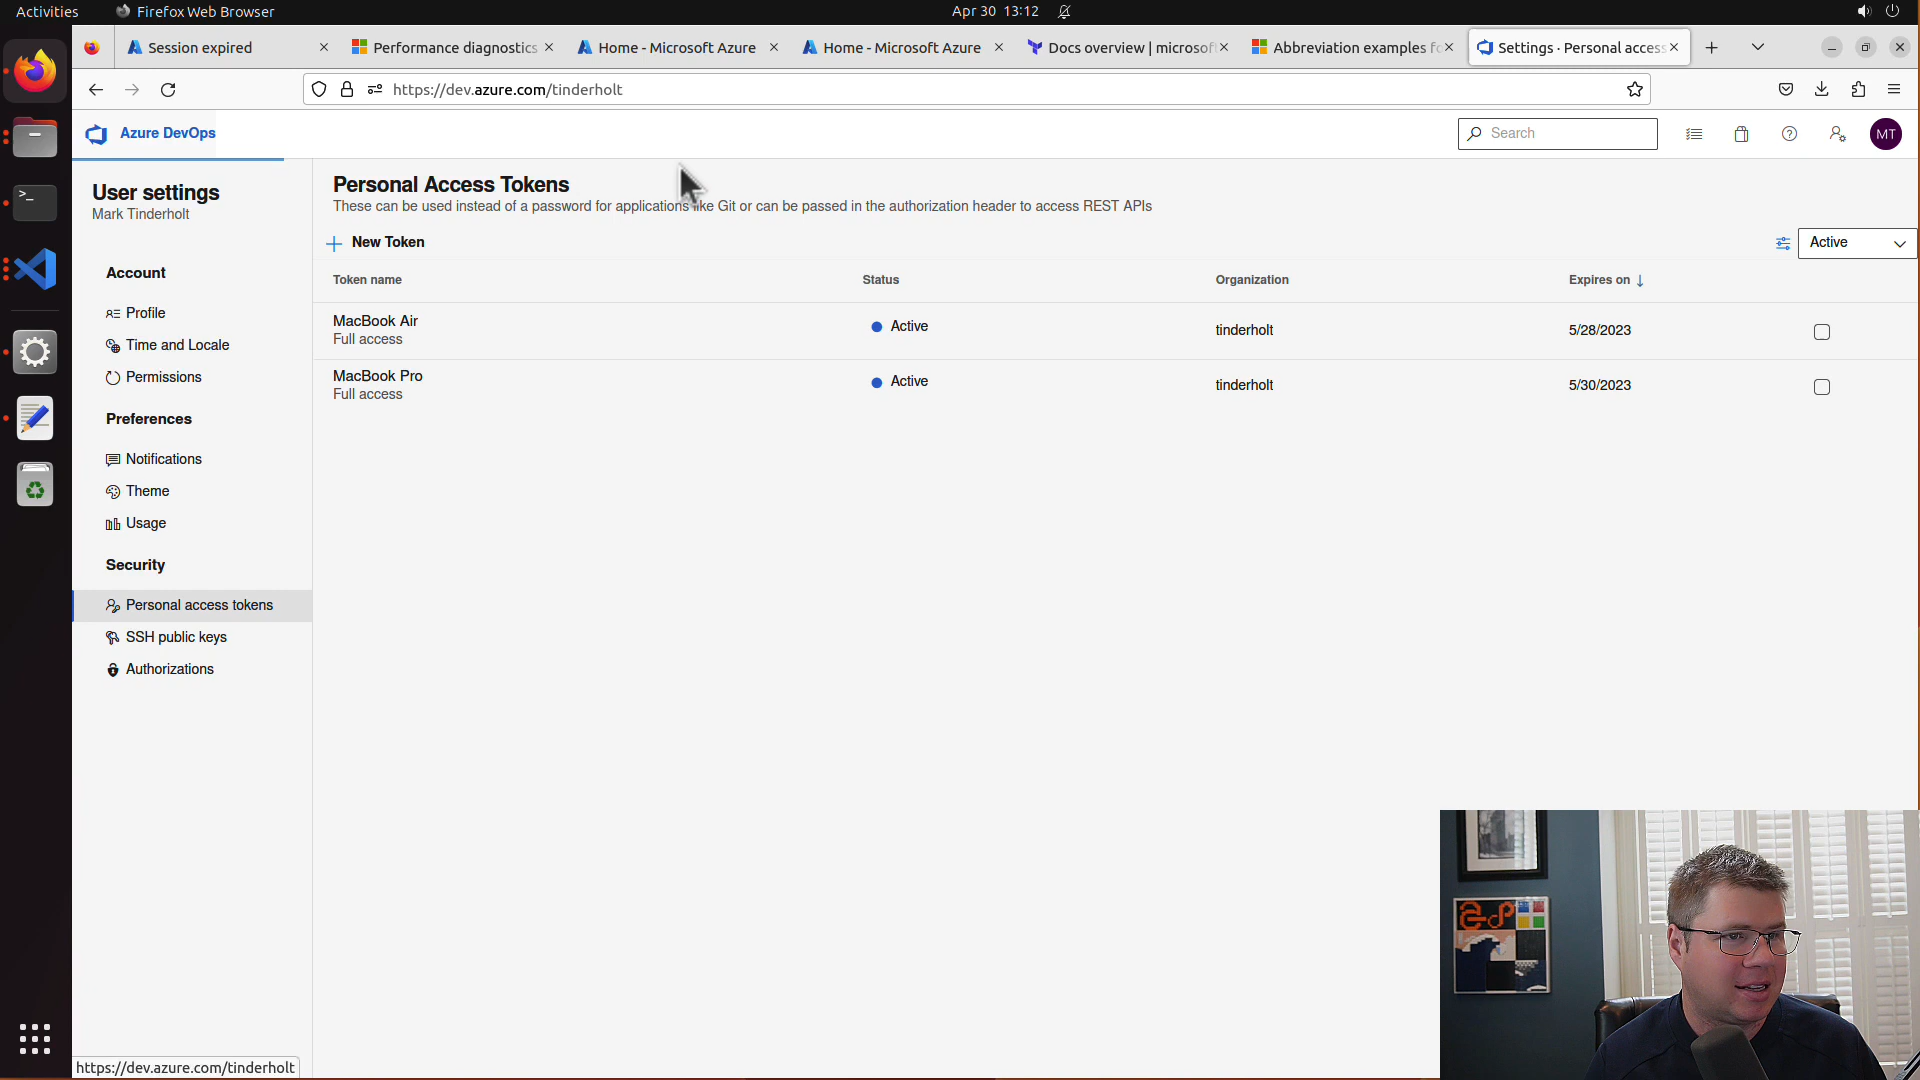 Activities
Firefox Web Browser
Apr 30 13:12
Session expired
Performance diagnostics
Home - Microsoft Azure
Home - Microsoft Azure
Docs overview | microsof
Abbreviation examples fo
Settings · Personal access
https://dev.azure.com/tinderholt
Azure DevOps
Search
MT
User settings
Mark Tinderholt
Account
Profile
Time and Locale
Permissions
Preferences
Notifications
Theme
Usage
Security
Personal access tokens
SSH public keys
Authorizations
Personal Access Tokens
These can be used instead of a password for applications like Git or can be passed in the authorization header to access REST APIs
New Token
Active
Token name Status Organization Expires on
MacBook Air Active tinderholt 5/28/2023
Full access
MacBook Pro Active tinderholt 5/30/2023
Full access
https://dev.azure.com/tinderholt